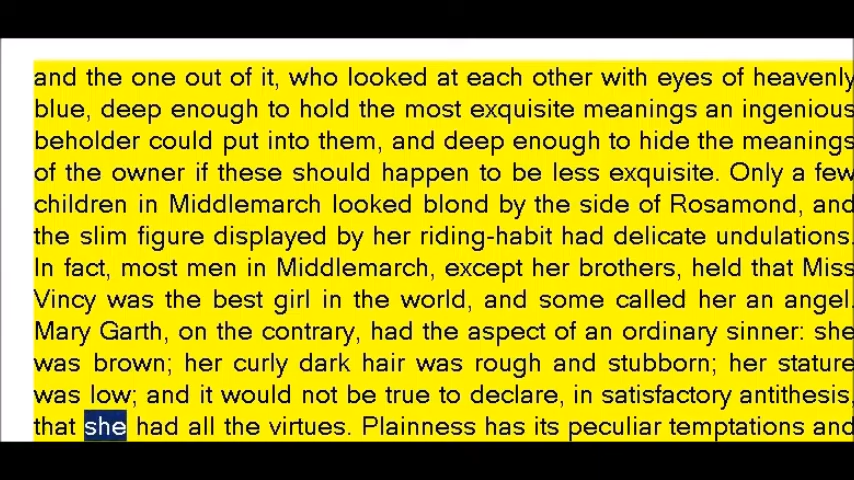 and the one out of it, who looked at each other with eyes of heavenly
blue, deep enough to hold the most exquisite meanings an ingenious
beholder could put into them, and deep enough to hide the meanings
of the owner if these should happen to be less exquisite. Only a few
children in Middlemarch looked blond by the side of Rosamond, and
the slim figure displayed by her riding-habit had delicate undulations.
In fact, most men in Middlemarch, except her brothers, held that Miss
Vincy was the best girl in the world, and some called her an angel.
Mary Garth, on the contrary, had the aspect of an ordinary sinner: she
was brown; her curly dark hair was rough and stubborn; her stature
was low; and it would not be true to declare, in satisfactory antithesis,
that she had all the virtues. Plainness has its peculiar temptations and